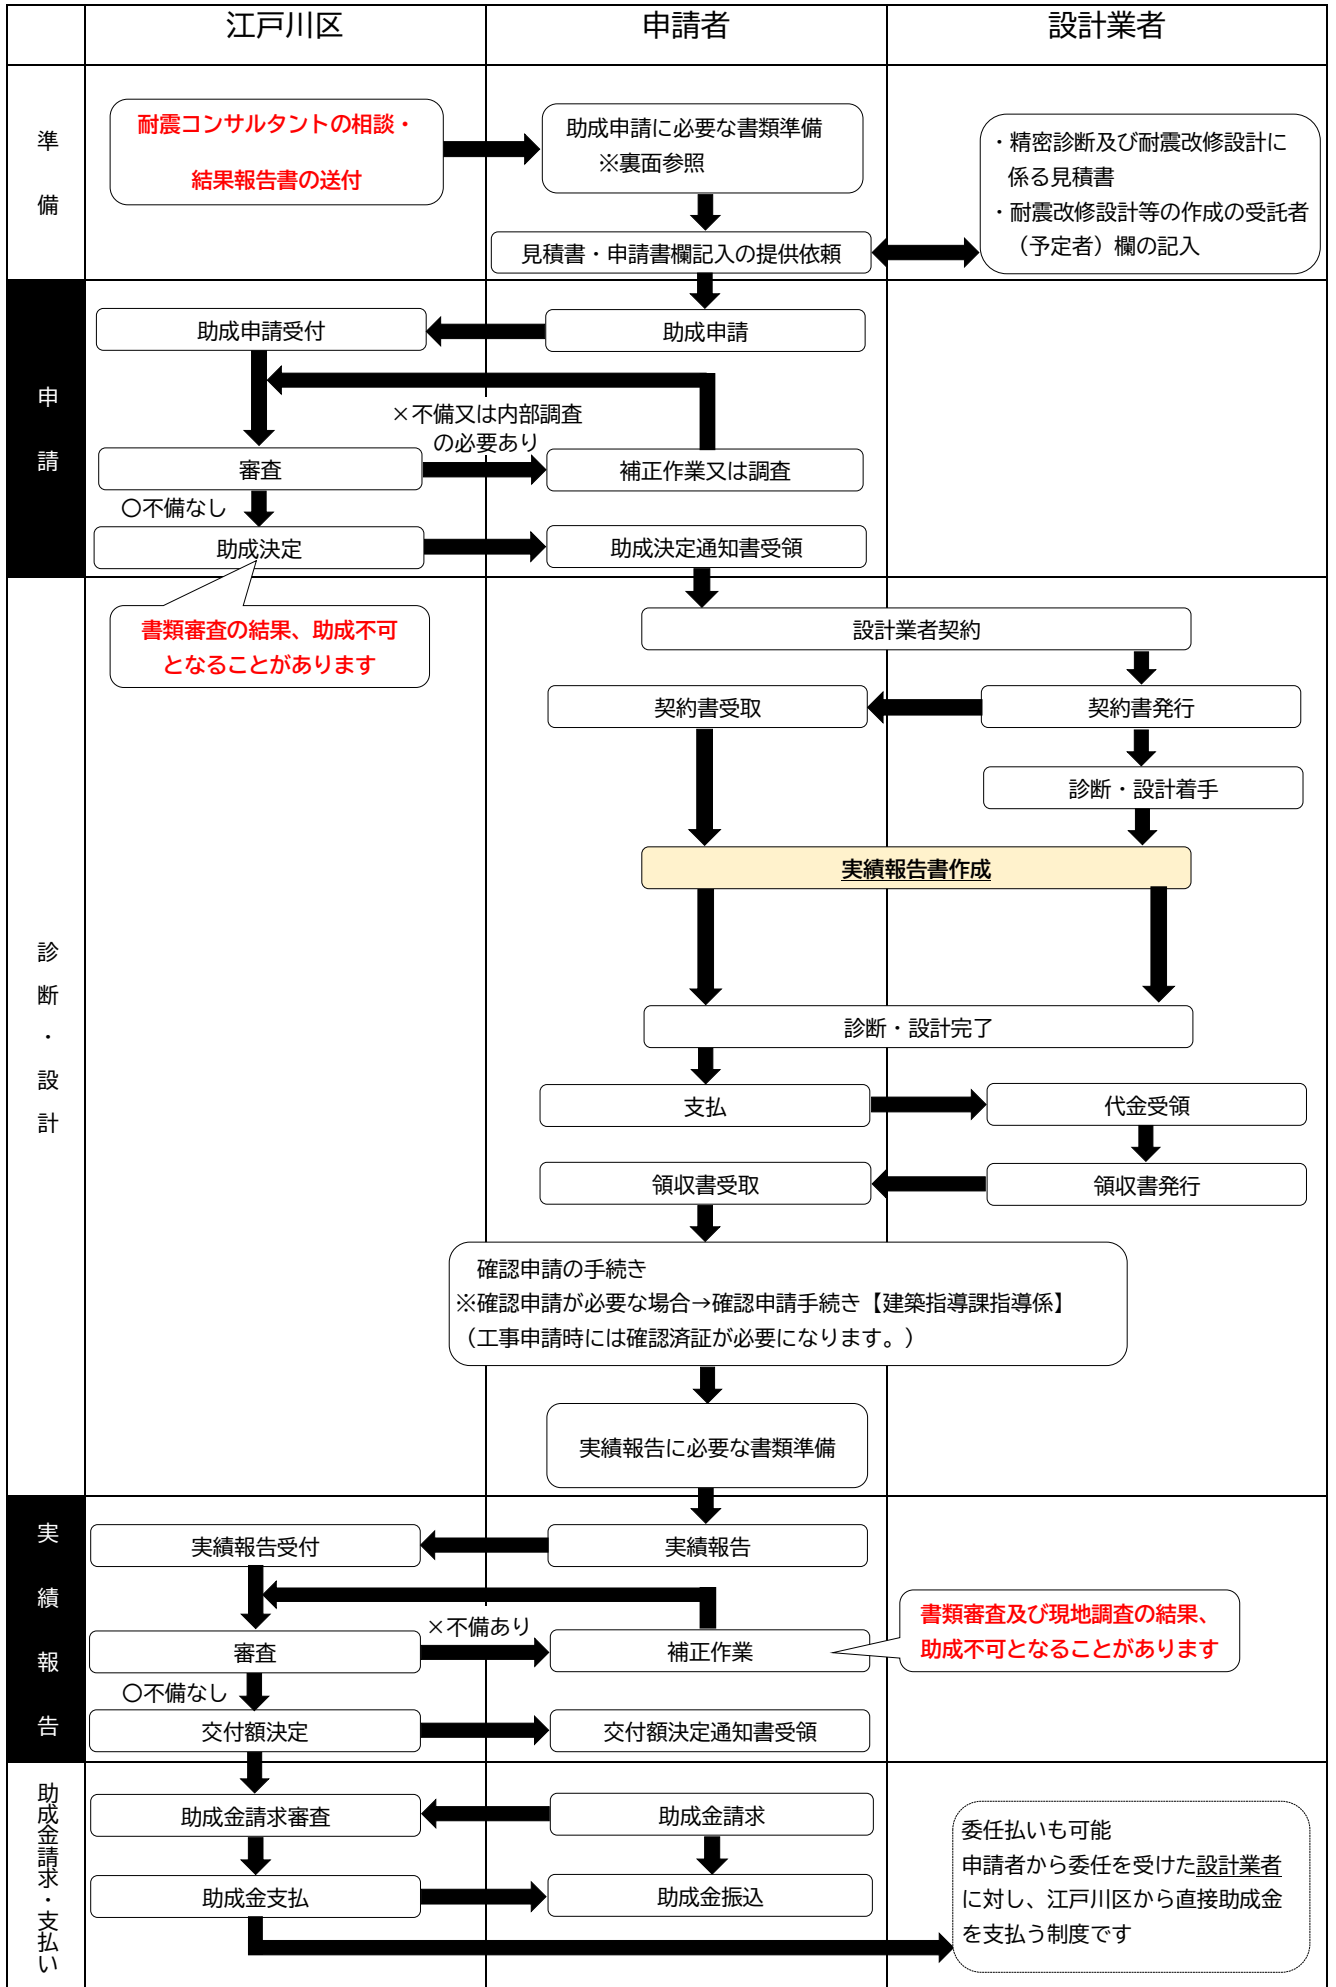 江戸川区
申請者
設計業者
準備
耐震コンサルタントの相談・
結果報告書の送付
助成申請に必要な書類準備
※裏面参照
・精密診断及び耐震改修設計に
係る見積書
・耐震改修設計等の作成の受託者
（予定者）欄の記入
見積書・申請書欄記入の提供依頼
申請
助成申請受付
助成申請
×不備又は内部調査
の必要あり
審査
補正作業又は調査
〇不備なし
助成決定
助成決定通知書受領
診断・設計
書類審査の結果、助成不可
となることがあります
設計業者契約
契約書受取
契約書発行
診断・設計着手
実績報告書作成
診断・設計完了
支払
代金受領
領収書受取
領収書発行
確認申請の手続き
※確認申請が必要な場合→確認申請手続き【建築指導課指導係】
（工事申請時には確認済証が必要になります。）
実績報告に必要な書類準備
実績報告
実績報告受付
実績報告
×不備あり
審査
補正作業
書類審査及び現地調査の結果、
助成不可となることがあります
〇不備なし
交付額決定
交付額決定通知書受領
助成金請求・支払い
助成金請求審査
助成金請求
助成金支払
助成金振込
委任払いも可能
申請者から委任を受けた設計業者
に対し、江戸川区から直接助成金
を支払う制度です